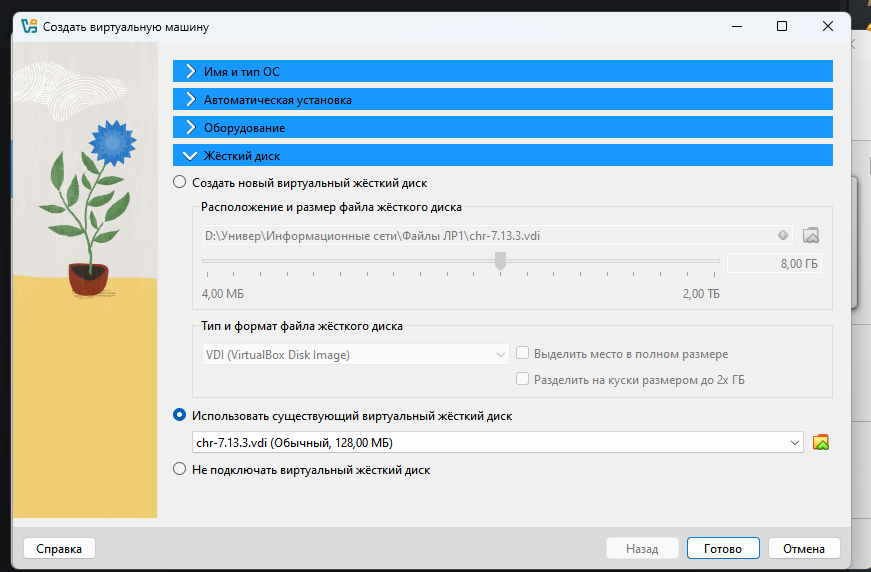 Создать виртуальную машину
Имя и тип ОС
Автоматическая установка
Оборудование
Жёсткий диск
Создать новый виртуальный жёсткий диск
Расположение и размер файла жёсткого диска
D:\Универ\Информационные сети\Файлы ЛР1\chr-7.13.3.vdi
8,00 ГБ
4,00 МБ 2,00 ТБ
Тип и формат файла жёсткого диска
VDI (VirtualBox Disk Image) Выделить место в полном размере
Разделить на куски размером до 2х ГБ
Использовать существующий виртуальный жёсткий диск
chr-7.13.3.vdi (Обычный, 128,00 МБ)
Не подключать виртуальный жёсткий диск
Справка Назад Готово Отмена